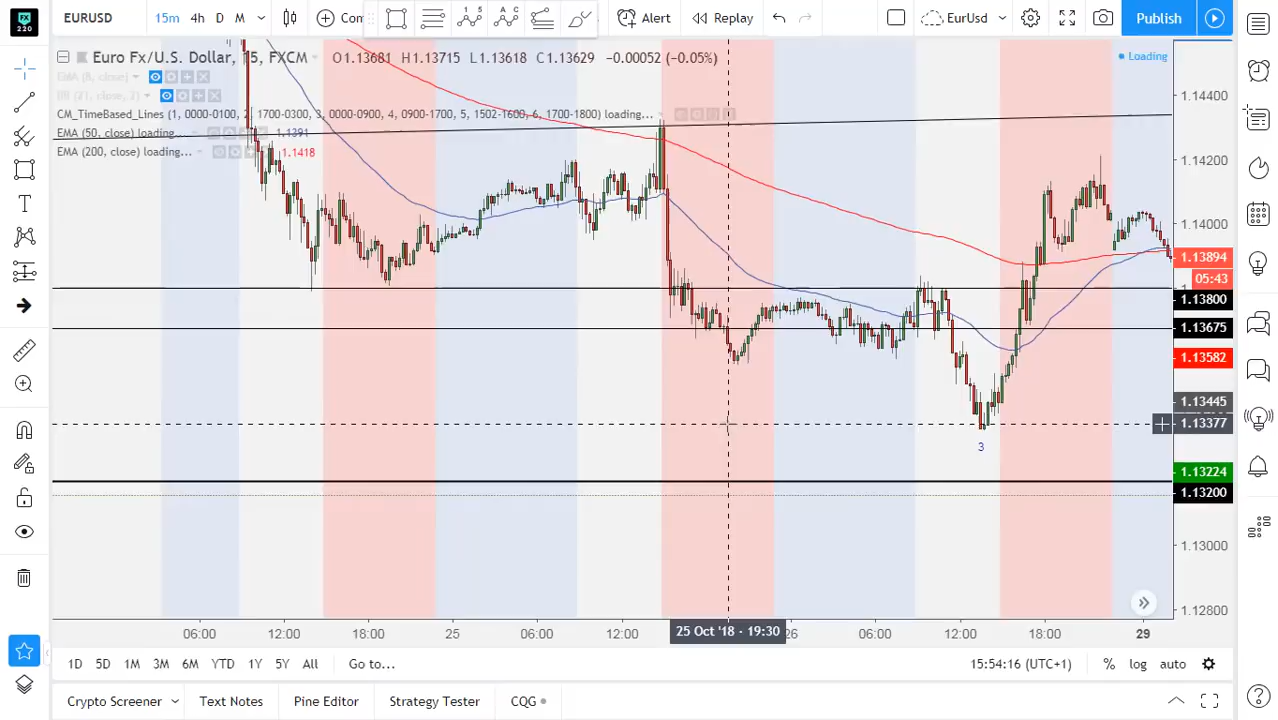 FX
220
EURUSD
15m 4h D M
Con
1 5
A C
Alert
Replay
EurUsd
Publish
Euro Fx/U.S. Dollar, 15, FXCM
O1.13681 H1.13715 L1.13618 C1.13629 −0.00052 (−0.05%)
Loading
EMA (8, close)
BB (21, close, 2)
CM_TimeBased_Lines (1, 0000-0100, 2, 1700-0300, 3, 0000-0900, 4, 0900-1700, 5, 1502-1600, 6, 1700-1800) loading...
EMA (50, close) loading... 1.1391
EMA (200, close) loading... 1.1418
1.14400
1.14200
1.14000
1.13894
05:43
1.13800
1.13675
1.13582
1.13445
1.13377
3
1.13224
1.13200
1.13000
1.12800
06:00 12:00 18:00 25 06:00 12:00 25 Oct '18 · 19:30 26 06:00 12:00 18:00 29
1D 5D 1M 3M 6M YTD 1Y 5Y All Go to... 15:54:16 (UTC+1) % log auto
Crypto Screener Text Notes Pine Editor Strategy Tester CQG